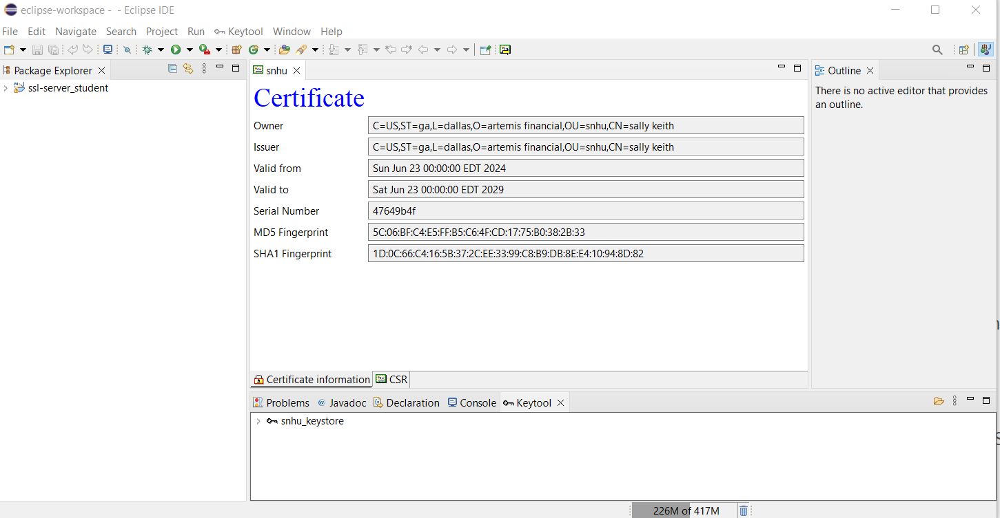 eclipse-workspace - - Eclipse IDE
File Edit Navigate Search Project Run Keytool Window Help
Package Explorer
ssl-server_student
snhu
Certificate
Owner C=US,ST=ga,L=dallas,O=artemis financial,OU=snhu,CN=sally keith
Issuer C=US,ST=ga,L=dallas,O=artemis financial,OU=snhu,CN=sally keith
Valid from Sun Jun 23 00:00:00 EDT 2024
Valid to Sat Jun 23 00:00:00 EDT 2029
Serial Number 47649b4f
MD5 Fingerprint 5C:06:BF:C4:E5:FF:B5:C6:4F:CD:17:75:B0:38:2B:33
SHA1 Fingerprint 1D:0C:66:C4:16:5B:37:2C:EE:33:99:C8:B9:DB:8E:E4:10:94:8D:82
Certificate information CSR
Outline
There is no active editor that provides
an outline.
Problems Javadoc Declaration Console Keytool
snhu_keystore
226M of 417M